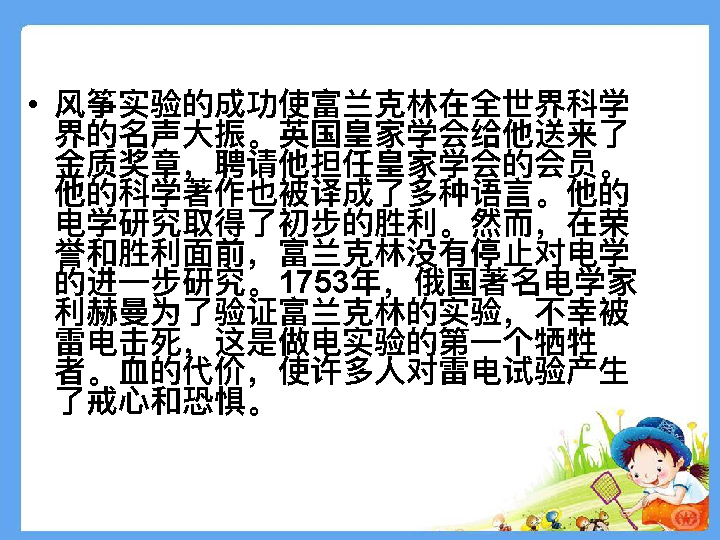 • 风筝实验的成功使富兰克林在全世界科学
界的名声大振。英国皇家学会给他送来了
金质奖章，聘请他担任皇家学会的会员。
他的科学著作也被译成了多种语言。他的
电学研究取得了初步的胜利。然而，在荣
誉和胜利面前，富兰克林没有停止对电学
的进一步研究。1753年，俄国著名电学家
利赫曼为了验证富兰克林的实验，不幸被
雷电击死，这是做电实验的第一个牺牲
者。血的代价，使许多人对雷电试验产生
了戒心和恐惧。